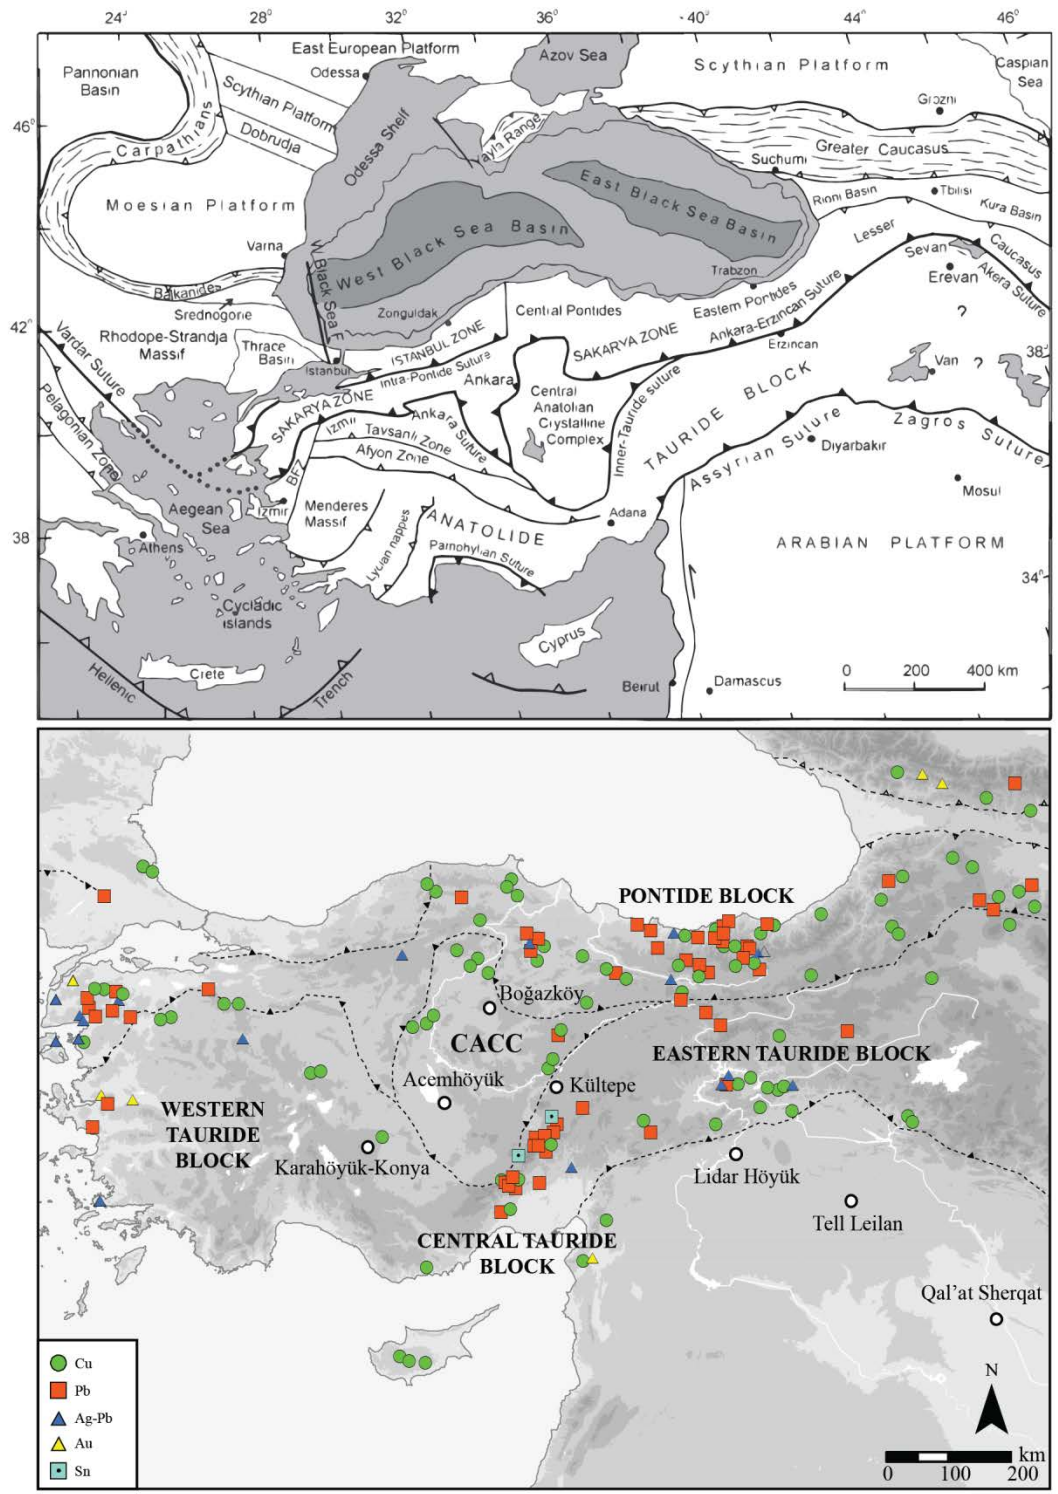 24°
28°
30°
32°
36°
40°
44°
46°
Pannonian
Basin
East European Platform
Odessa
Azov Sea
Scythian Platform
Caspian
Sea
Scythian Platform
Dobrudja
Carpathians
Odessa Shelf
Yayla Range
Grozni
Greater Caucasus
Suchumi
46°
Moesian Platform
East Black Sea Basin
Rioni Basin
Tbilisi
Kura Basin
Varna
West Black Sea Basin
W. Black Sea F.
Lesser
Caucasus
Sevan
Erevan
Akera Suture
Balkanides
Srednogorie
Trabzon
Zonguldak
Central Pontides
Eastern Pontides
?
42°
Rhodope-Strandja
Massif
Thrace
Basin
Istanbul
ISTANBUL ZONE
Intra-Pontide Suture
SAKARYA ZONE
Ankara-Erzincan Suture
Erzincan
38°
Vardar Suture
Pelagonian Zone
SAKARYA ZONE
Ankara
Central
Anatolian
Crystalline
Complex
Van
?
Izmir
Ankara Suture
Tavsanlı Zone
Afyon Zone
Inner-Tauride suture
TAURIDE BLOCK
Assyrian Suture
Zagros Suture
Diyarbakır
Mosul
BFZ
Izmir
Aegean
Sea
Menderes
Massif
Lycian nappes
ANATOLIDE
Adana
Pamphylian Suture
38
Athens
ARABIAN PLATFORM
34°
Cycladic
islands
Cyprus
Crete
Hellenic
Trench
Beirut
Damascus
0 200 400 km
PONTIDE BLOCK
Boğazköy
CACC
EASTERN TAURIDE BLOCK
Acemhöyük
Kültepe
WESTERN
TAURIDE
BLOCK
Karahöyük-Konya
Lidar Höyük
Tell Leilan
CENTRAL TAURIDE
BLOCK
Qal'at Sherqat
Cu
Pb
Ag-Pb
Au
Sn
N
km
0 100 200